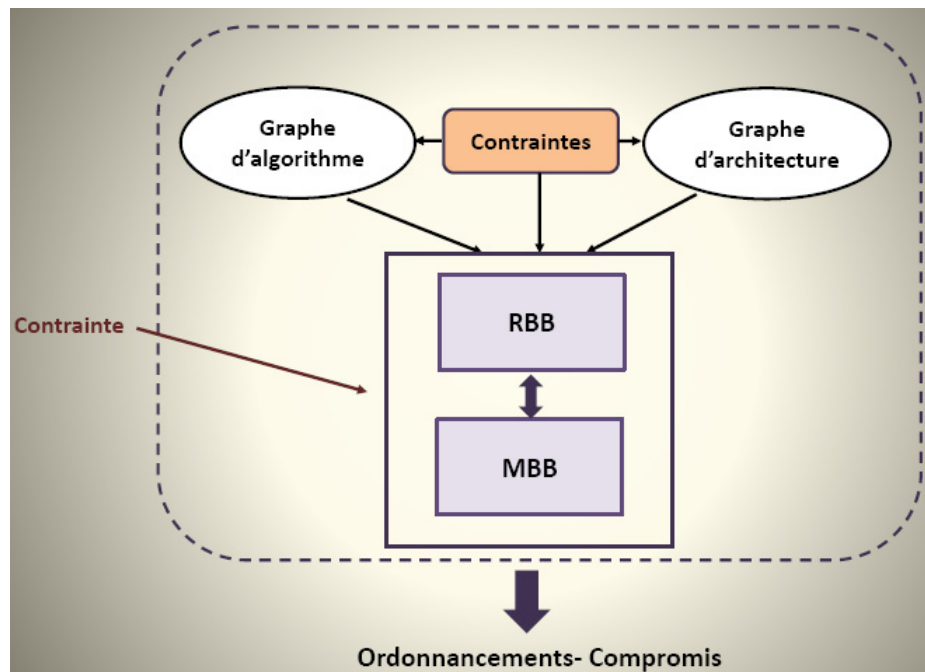 Graphe
d'algorithme
Contraintes
Graphe
d'architecture
RBB
Contrainte
MBB
Ordonnancements- Compromis